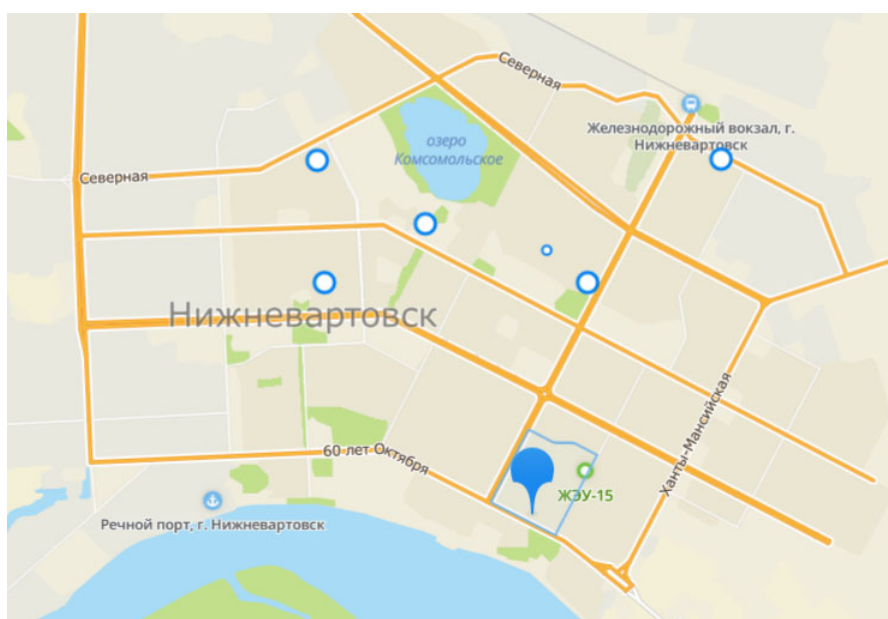 Северная
озеро
Комсомольское
Железнодорожный вокзал, г.
Нижневартовск
Северная
Нижневартовск
Ханты-Мансийская
60 лет Октября
ЖЭУ-15
Речной порт, г. Нижневартовск